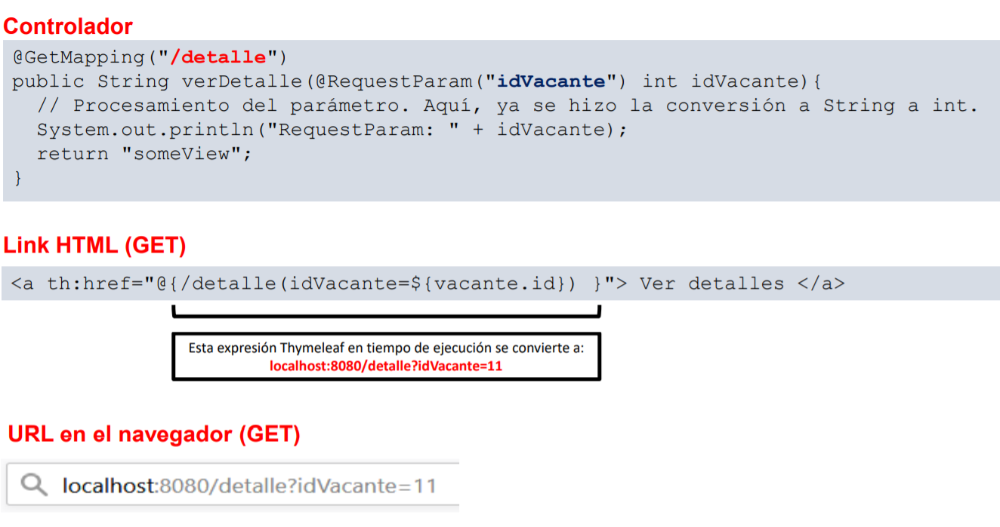 Controlador
@GetMapping("/detalle")
public String verDetalle(@RequestParam("idVacante") int idVacante){
// Procesamiento del parámetro. Aquí, ya se hizo la conversión a String a int.
System.out.println("RequestParam: " + idVacante);
return "someView";
}
Link HTML (GET)
<a th:href="@{/detalle(idVacante=${vacante.id}) }"> Ver detalles </a>
Esta expresión Thymeleaf en tiempo de ejecución se convierte a:
localhost:8080/detalle?idVacante=11
URL en el navegador (GET)
localhost:8080/detalle?idVacante=11